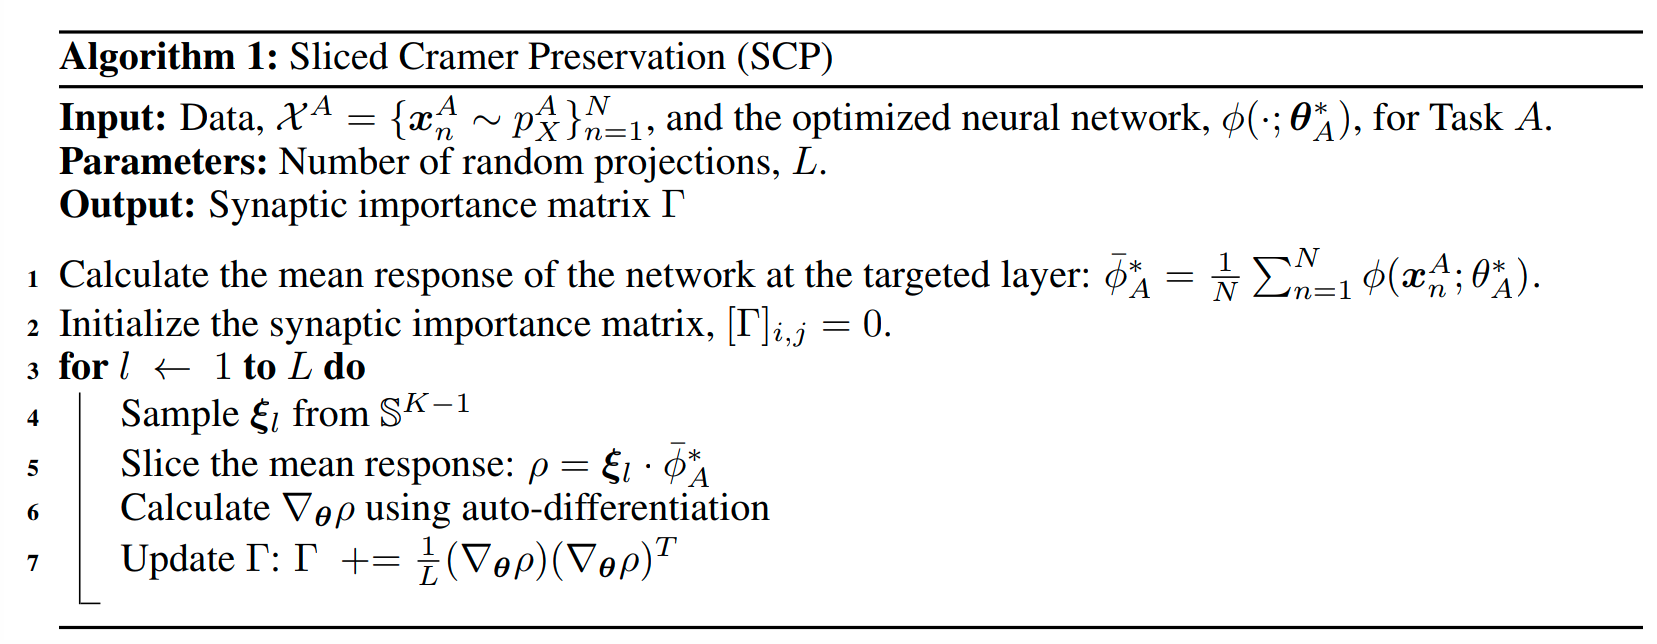 Algorithm 1: Sliced Cramer Preservation (SCP)
Input: Data, $\mathcal{X}^A = \{\boldsymbol{x}_n^A \sim p_X^A\}_{n=1}^N$, and the optimized neural network, $\phi(\cdot; \boldsymbol{\theta}_A^*)$, for Task $A$.
Parameters: Number of random projections, $L$.
Output: Synaptic importance matrix $\Gamma$
1 Calculate the mean response of the network at the targeted layer: $\bar{\phi}_A^* = \frac{1}{N} \sum_{n=1}^N \phi(\boldsymbol{x}_n^A; \theta_A^*)$.
2 Initialize the synaptic importance matrix, $[\Gamma]_{i,j} = 0$.
3 for $l \leftarrow 1$ to $L$ do
4 Sample $\boldsymbol{\xi}_l$ from $\mathbb{S}^{K-1}$
5 Slice the mean response: $\rho = \boldsymbol{\xi}_l \cdot \bar{\phi}_A^*$
6 Calculate $\nabla_{\boldsymbol{\theta}} \rho$ using auto-differentiation
7 Update $\Gamma$: $\Gamma \mathrel{+}= \frac{1}{L} (\nabla_{\boldsymbol{\theta}} \rho)(\nabla_{\boldsymbol{\theta}} \rho)^T$